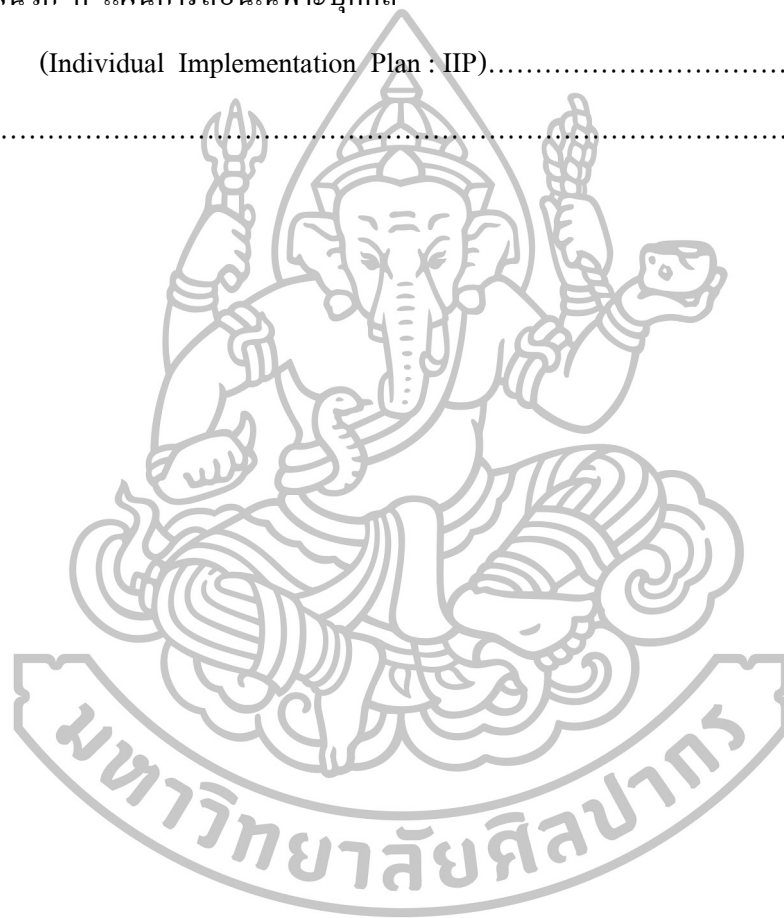 แผนการสอนเฉพาะบุคคล
(Individual Implementation Plan : IIP)................................
................................................................................
มหาวิทยาลัยศิลปากร